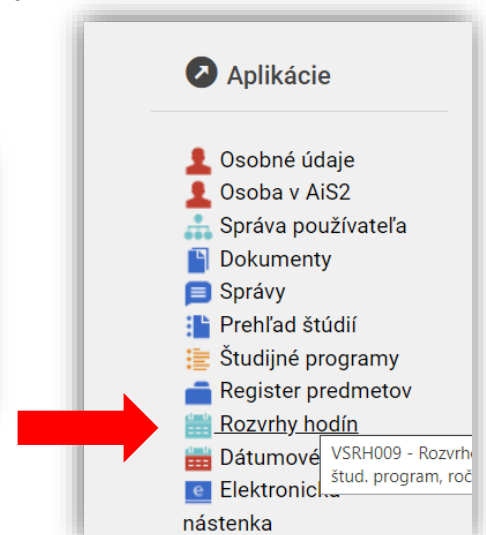 Aplikácie
Osobné údaje
Osoba v AiS2
Správa používateľa
Dokumenty
Správy
Prehľad štúdií
Študijné programy
Register predmetov
Rozvrhy hodín
Dátumové
VSRH009 - Rozvrh
štud. program, roč
e Elektronická
nástenka